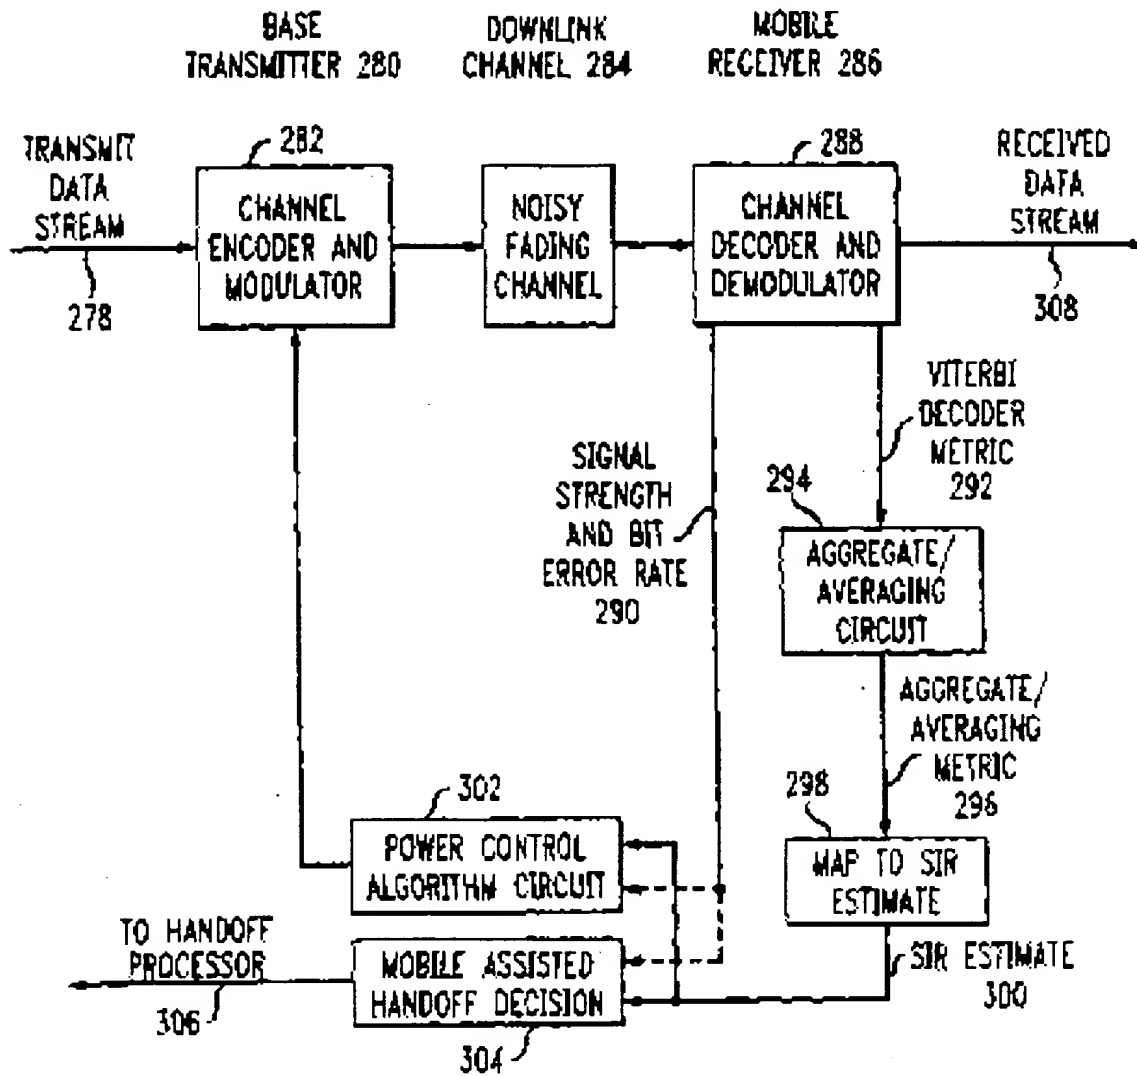 BASE
TRANSMITTER 280
DOWNLINK
CHANNEL 284
MOBILE
RECEIVER 286
TRANSMIT
DATA
STREAM
278
282
CHANNEL
ENCODER AND
MODULATOR
NOISY
FADING
CHANNEL
288
CHANNEL
DECODER AND
DEMODULATOR
RECEIVED
DATA
STREAM
308
SIGNAL
STRENGTH
AND BIT
ERROR RATE
290
VITERBI
DECODER
METRIC
292
294
AGGREGATE/
AVERAGING
CIRCUIT
AGGREGATE/
AVERAGING
METRIC
296
298
MAP TO SIR
ESTIMATE
SIR ESTIMATE
300
302
POWER CONTROL
ALGORITHM CIRCUIT
MOBILE ASSISTED
HANDOFF DECISION
304
TO HANDOFF
PROCESSOR
306